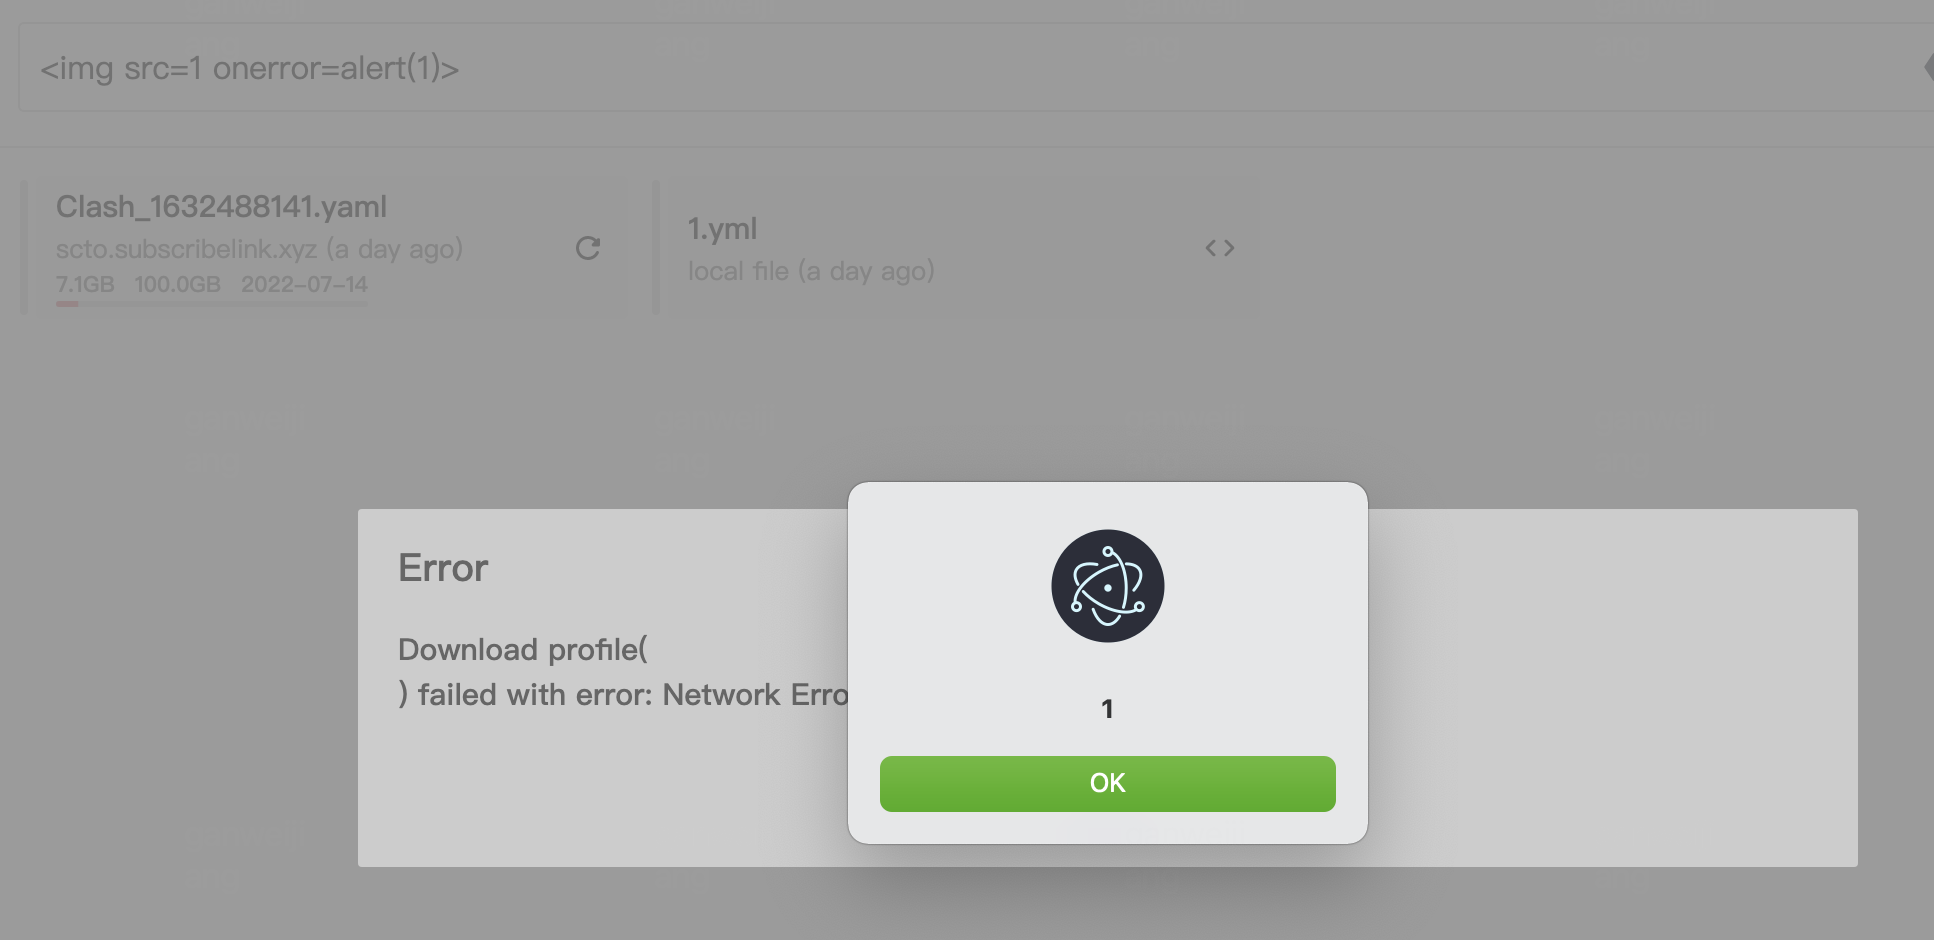 <img src=1 onerror=alert(1)>
Clash_1632488141.yaml
scto.subscribelink.xyz (a day ago)
7.1GB 100.0GB 2022-07-14
1.yml
local file (a day ago)
Error
Download profile(
) failed with error: Network Erro
1
OK